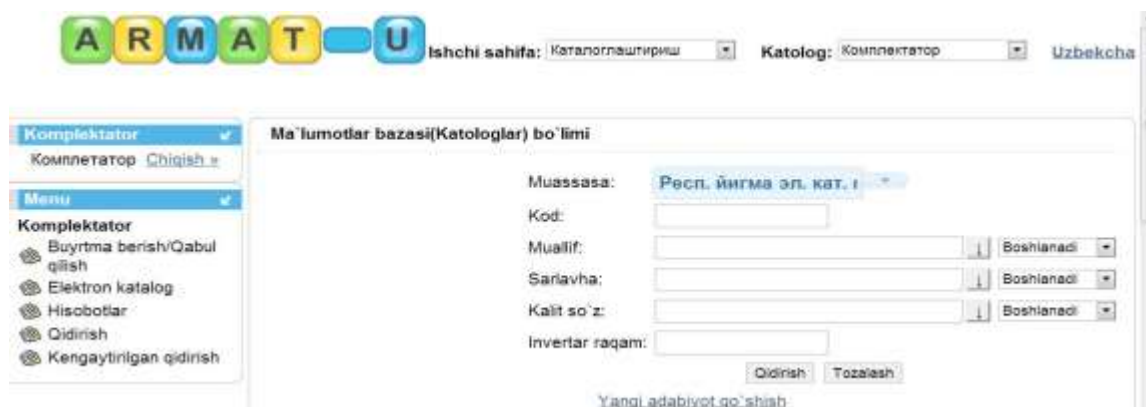 ARMAT-U
Ishchi sahifa: Каталоглаштириш Katolog: Комплектатор Uzbekcha
Komplektator
Комплетатор Chiqish »
Menu
Komplektator
Buyrtma berish/Qabul
qilish
Elektron katalog
Hisobotlar
Qidirish
Kengaytirilgan qidirish
Ma`lumotlar bazasi(Katologlar) bo`limi
Muassasa: Респ. йигма эл. кат.
Kod:
Muallif: Boshlanadi
Sarlavha: Boshlanadi
Kalit so`z: Boshlanadi
Invertar raqam:
Qidirish Tozalash
Yangi adabiyot qo`shish